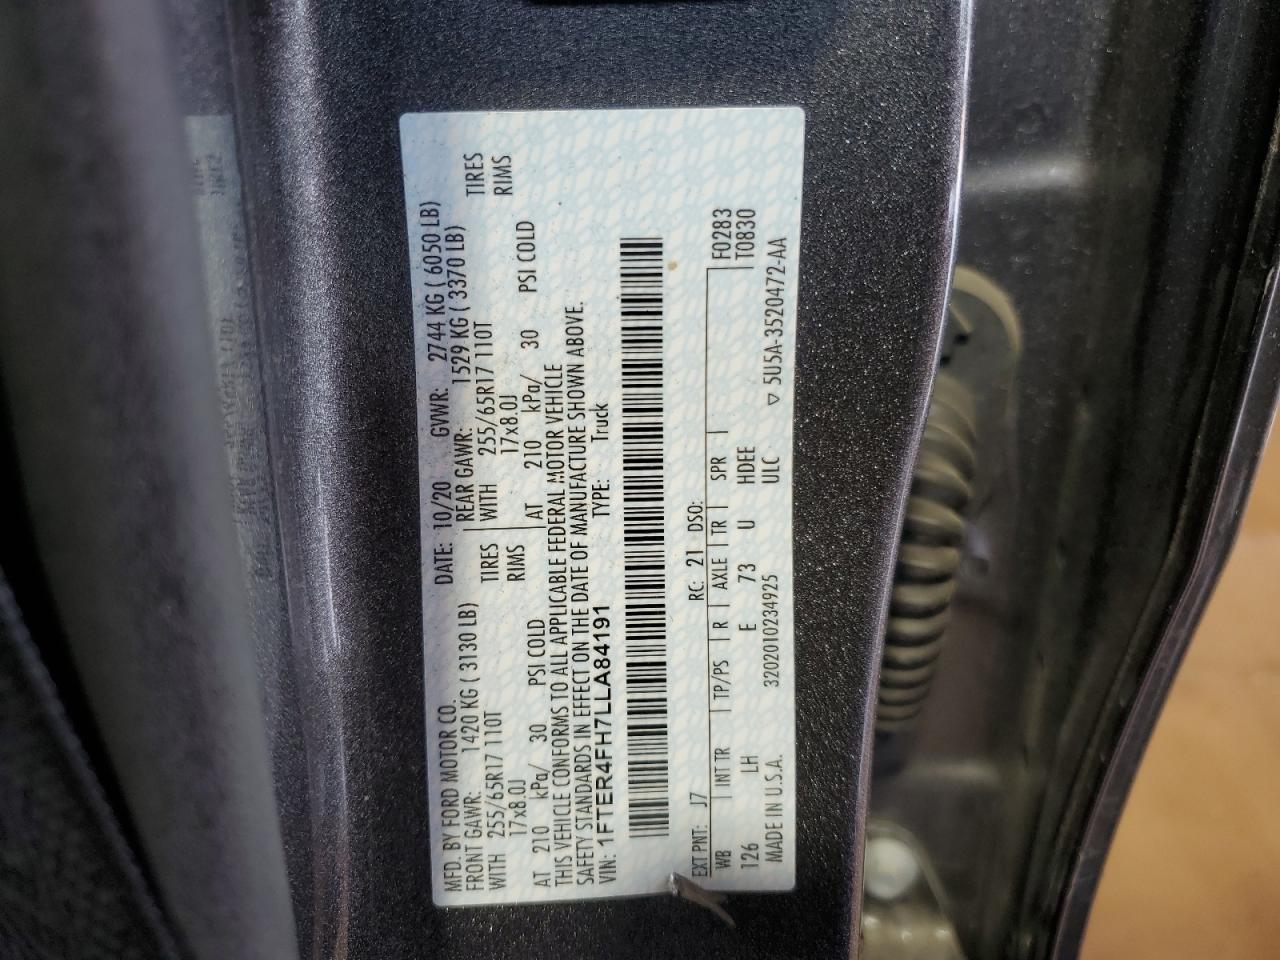 MFD. BY FORD MOTOR CO. DATE: 10/20 GVWR: 2744 KG ( 6050 LB)
FRONT GAWR: 1420 KG ( 3130 LB) REAR GAWR: 1529 KG ( 3370 LB)
WITH 255/65R17 110T TIRES WITH 255/65R17 110T TIRES
17x8.0J RIMS 17x8.0J RIMS
AT 210 kPa/ 30 PSI COLD AT 210 kPa/ 30 PSI COLD
THIS VEHICLE CONFORMS TO ALL APPLICABLE FEDERAL MOTOR VEHICLE
SAFETY STANDARDS IN EFFECT ON THE DATE OF MANUFACTURE SHOWN ABOVE.
VIN: 1FTER4FH7LLA84191 TYPE: Truck
EXT PNT: J7 RC: 21 DSO:
WB INT TR TP/PS R AXLE TR SPR F0283
126 LH E 73 U HDEE T0830
MADE IN U.S.A. 3202010234925 ULC ▽ 5U5A-3520472-AA